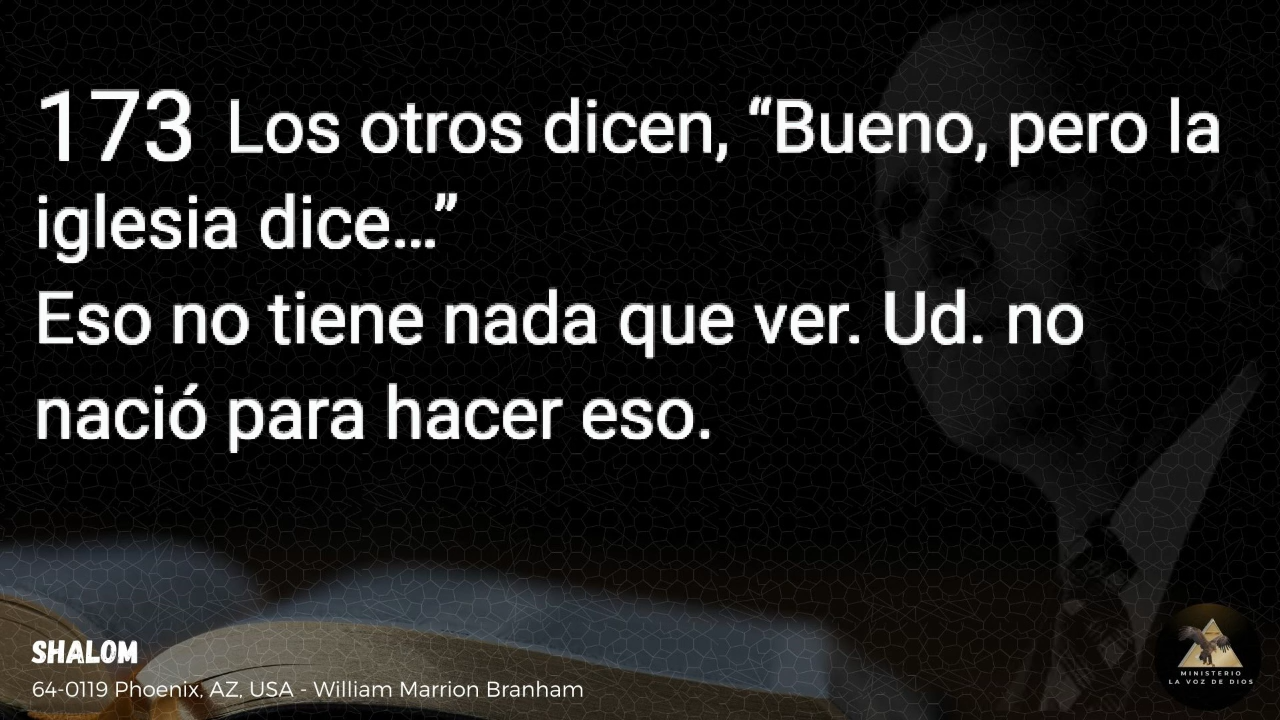 173 Los otros dicen, “Bueno, pero la
iglesia dice...”
Eso no tiene nada que ver. Ud. no
nació para hacer eso.
SHALOM
64-0119 Phoenix, AZ, USA - William Marrion Branham
MINISTERIO
LA VOZ DE DIOS